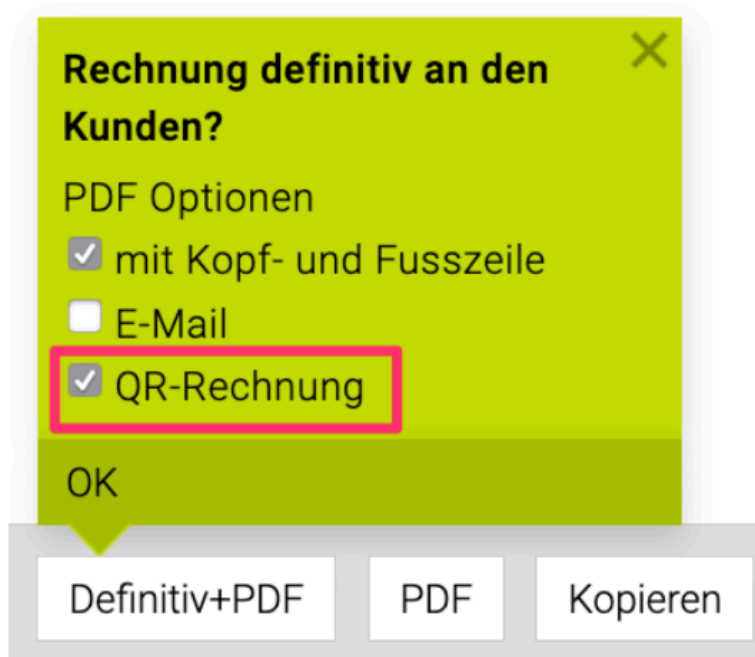 Rechnung definitiv an den
Kunden?
PDF Optionen
mit Kopf- und Fusszeile
E-Mail
QR-Rechnung
OK
Definitiv+PDF PDF Kopieren